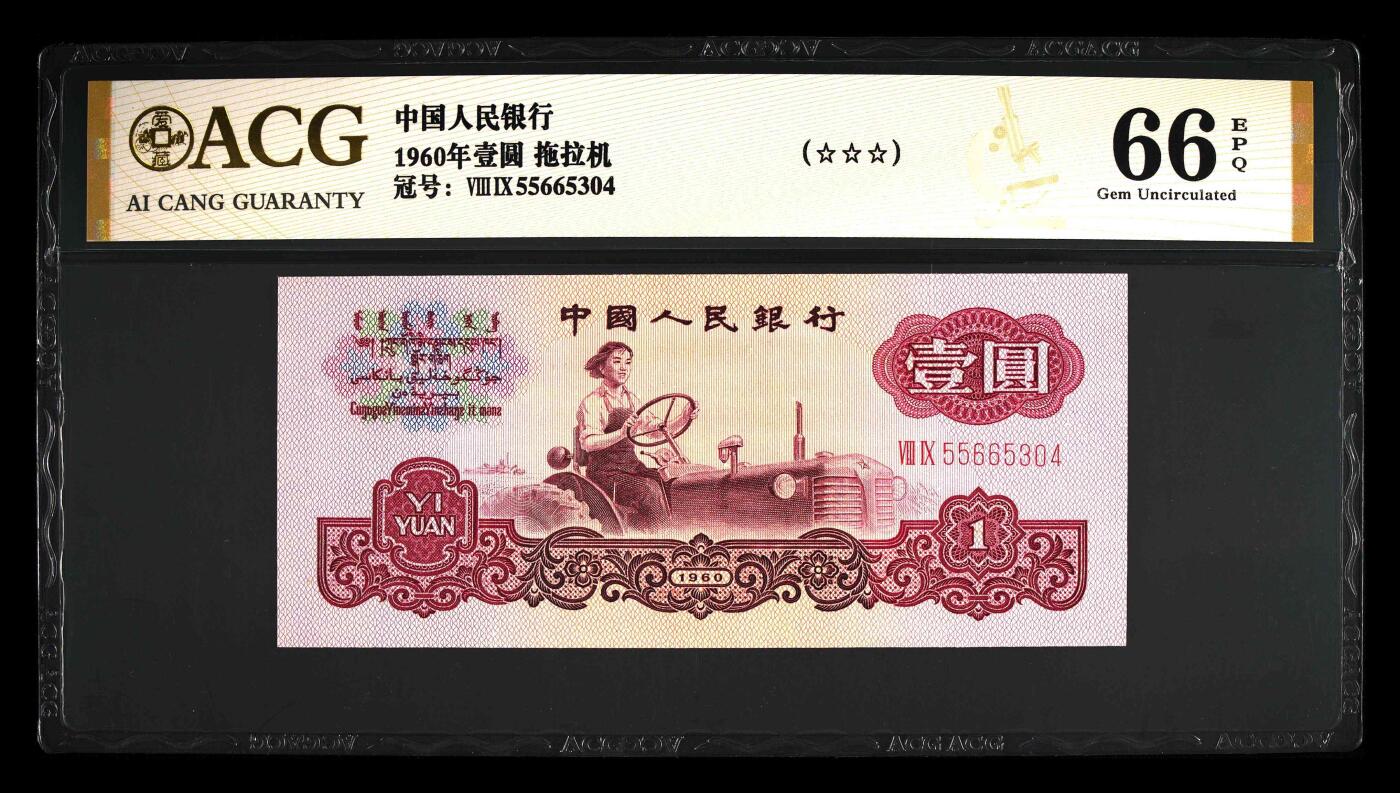 ACG
AI CANG GUARANTY
中国人民银行
1960年壹圆 拖拉机
冠号：ⅧⅨ55665304
(☆☆☆)
66
EPQ
Gem Uncirculated
中國人民銀行
壹圓
ⅧⅨ 55665304
YI
YUAN
1
1960